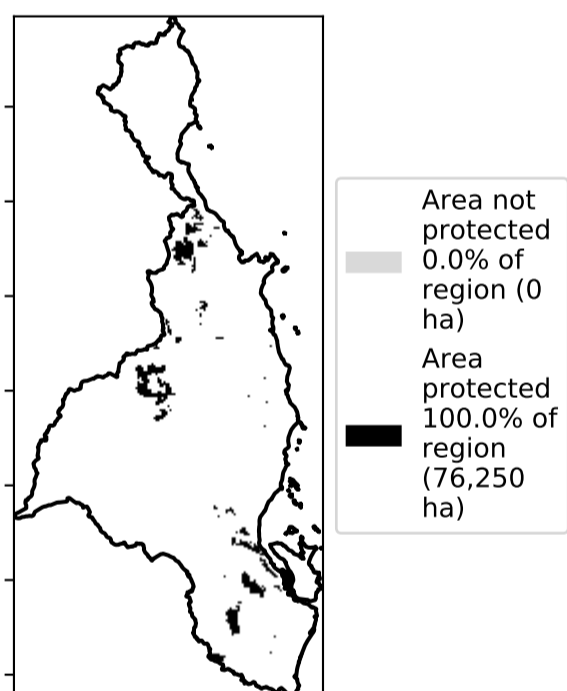 Area not
protected
0.0% of
region (0
ha)
Area
protected
100.0% of
region
(76,250
ha)